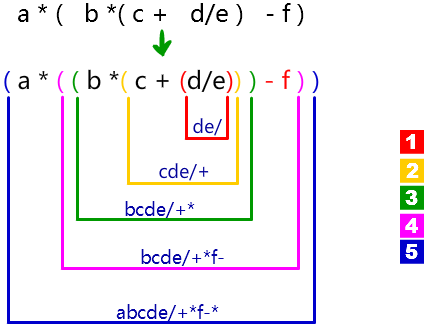 a * ( b *( c + d/e ) - f )
( a * ( ( b *( c + (d/e)) ) - f ) )
de/
cde/+
bcde/+*
bcde/+*f-
abcde/+*f-*
1
2
3
4
5